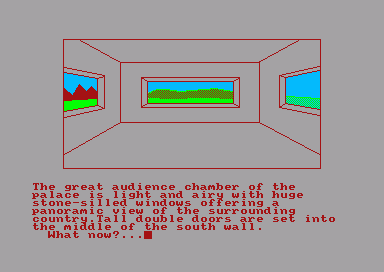 The great audience chamber of the
palace is light and airy with huge
stone-silled windows offering a
panoramic view of the surrounding
country.Tall double doors are set into
the middle of the south wall.
What now?...